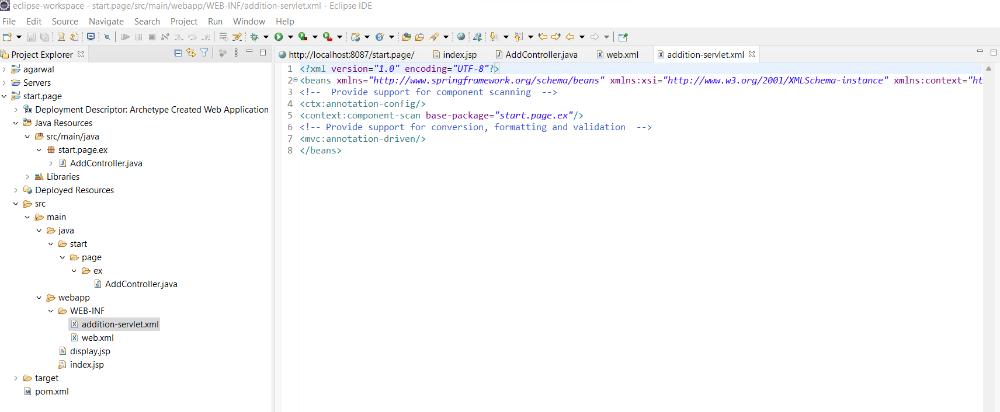 eclipse-workspace - start.page/src/main/webapp/WEB-INF/addition-servlet.xml - Eclipse IDE
File Edit Source Navigate Search Project Run Window Help
Project Explorer
agarwal
Servers
start.page
Deployment Descriptor: Archetype Created Web Application
Java Resources
src/main/java
start.page.ex
AddController.java
Libraries
Deployed Resources
src
main
java
start
page
ex
AddController.java
webapp
WEB-INF
addition-servlet.xml
web.xml
display.jsp
index.jsp
target
pom.xml
http://localhost:8087/start.page/ index.jsp AddController.java web.xml addition-servlet.xml
1 <?xml version="1.0" encoding="UTF-8"?>
2 <beans xmlns="http://www.springframework.org/schema/beans" xmlns:xsi="http://www.w3.org/2001/XMLSchema-instance" xmlns:context="ht
3 <!--  Provide support for component scanning  -->
4 <ctx:annotation-config/>
5 <context:component-scan base-package="start.page.ex"/>
6 <!-- Provide support for conversion, formatting and validation  -->
7 <mvc:annotation-driven/>
8 </beans>